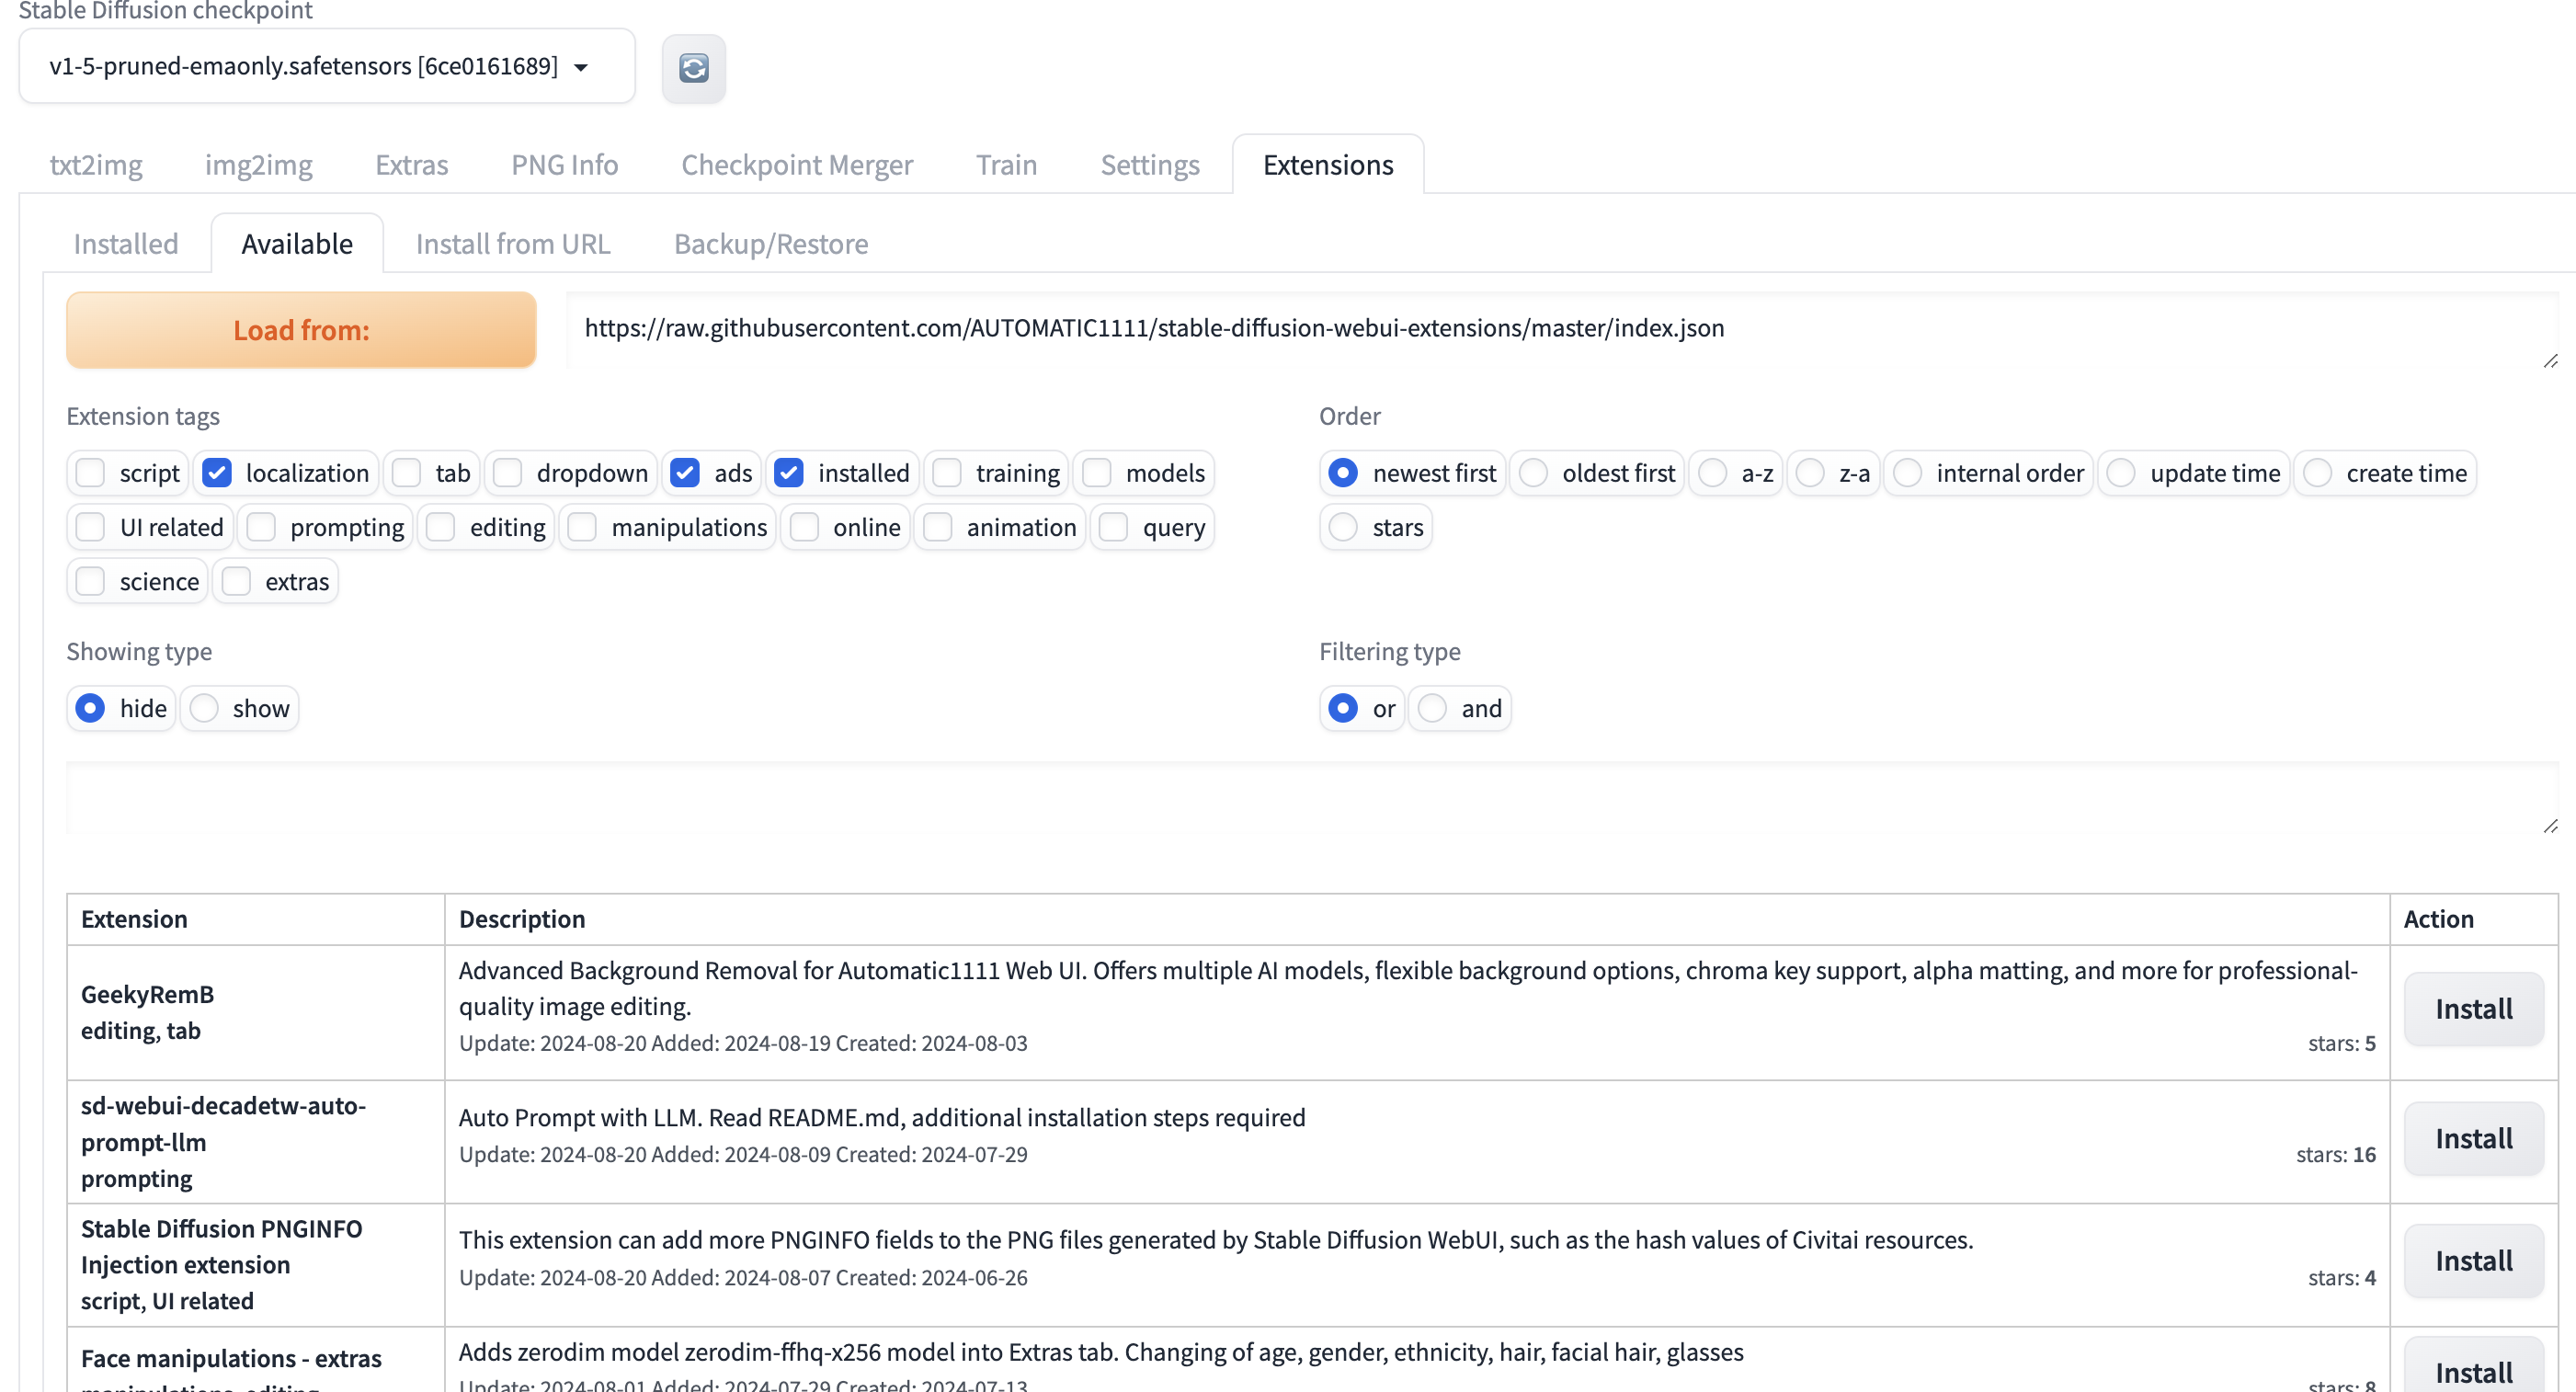 Stable Diffusion checkpoint
v1-5-pruned-emaonly.safetensors [6ce0161689]
txt2img img2img Extras PNG Info Checkpoint Merger Train Settings Extensions
Installed Available Install from URL Backup/Restore
Load from: https://raw.githubusercontent.com/AUTOMATIC1111/stable-diffusion-webui-extensions/master/index.json
Extension tags
script localization tab dropdown ads installed training models
UI related prompting editing manipulations online animation query
science extras
Order
newest first oldest first a-z z-a internal order update time create time
stars
Showing type
hide show
Filtering type
or and
Extension Description Action
GeekyRemB
editing, tab
Advanced Background Removal for Automatic1111 Web UI. Offers multiple AI models, flexible background options, chroma key support, alpha matting, and more for professional-
quality image editing.
Update: 2024-08-20 Added: 2024-08-19 Created: 2024-08-03 stars: 5
Install
sd-webui-decadetw-auto-
prompt-llm
prompting
Auto Prompt with LLM. Read README.md, additional installation steps required
Update: 2024-08-20 Added: 2024-08-09 Created: 2024-07-29 stars: 16
Install
Stable Diffusion PNGINFO
Injection extension
script, UI related
This extension can add more PNGINFO fields to the PNG files generated by Stable Diffusion WebUI, such as the hash values of Civitai resources.
Update: 2024-08-20 Added: 2024-08-07 Created: 2024-06-26 stars: 4
Install
Face manipulations - extras
manipulations, editing
Adds zerodim model zerodim-ffhq-x256 model into Extras tab. Changing of age, gender, ethnicity, hair, facial hair, glasses
Update: 2024-08-01 Added: 2024-07-29 Created: 2024-07-13 stars: 8
Install